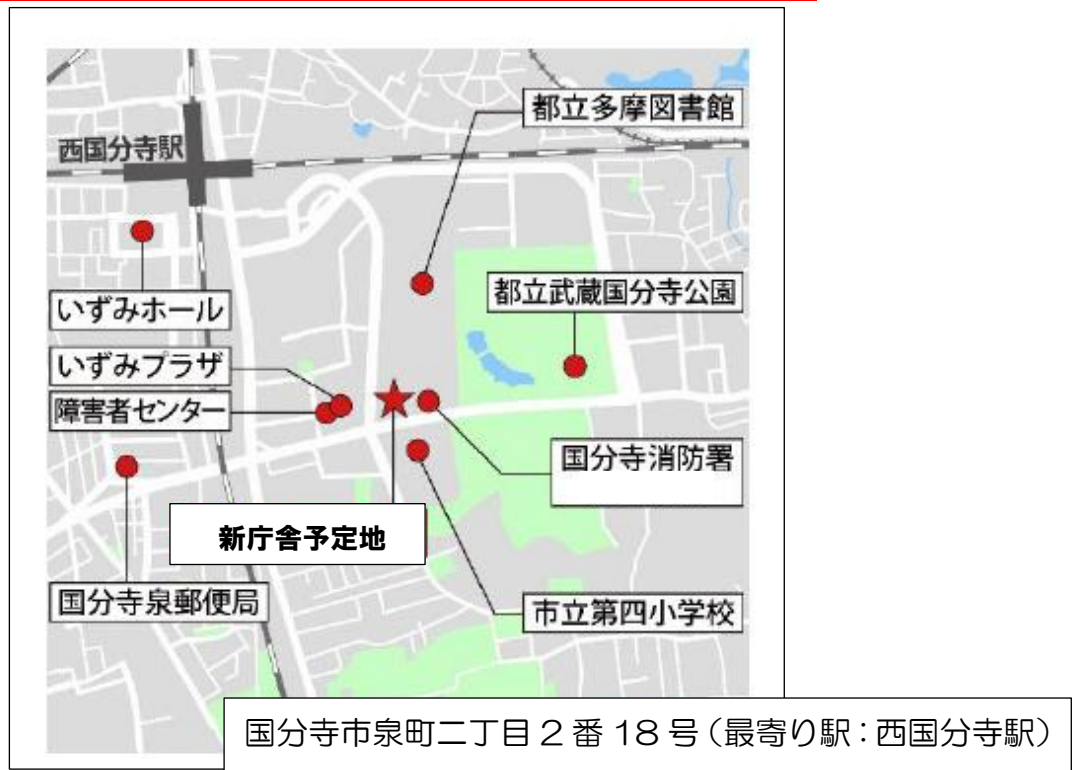 都立多摩図書館
西国分寺駅
都立武蔵国分寺公園
いずみホール
いずみプラザ
障害者センター
国分寺消防署
新庁舎予定地
国分寺泉郵便局
市立第四小学校
国分寺市泉町二丁目2番18号（最寄り駅：西国分寺駅）